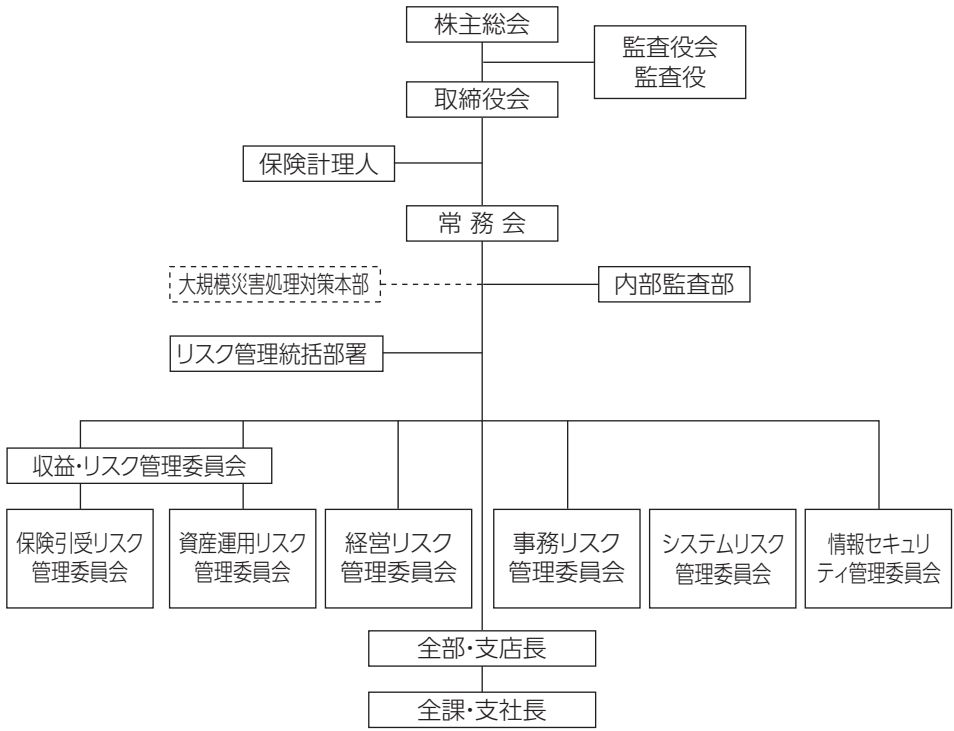 株主総会
監査役会
監査役
取締役会
保険計理人
常務会
大規模災害処理対策本部
内部監査部
リスク管理統括部署
収益・リスク管理委員会
保険引受リスク
管理委員会
資産運用リスク
管理委員会
経営リスク
管理委員会
事務リスク
管理委員会
システムリスク
管理委員会
情報セキュリ
ティ管理委員会
全部・支店長
全課・支社長